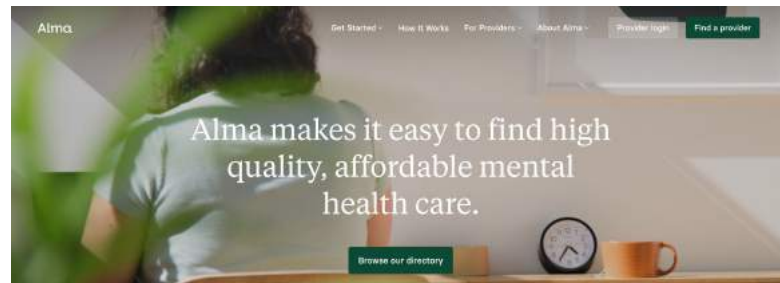 Alma
Get Started
How It Works
For Providers
About Alma
Provider login
Find a provider
Alma makes it easy to find high
quality, affordable mental
health care.
Browse our directory